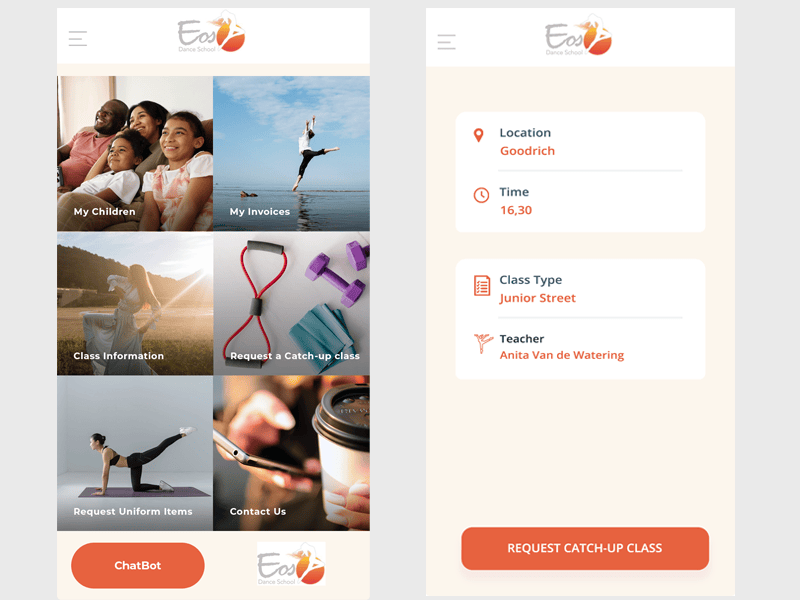 Eos
Dance School
My Children
My Invoices
Class Information
Request a Catch-up class
Request Uniform Items
Contact Us
ChatBot
Eos
Dance School
Eos
Dance School
Location
Goodrich
Time
16,30
Class Type
Junior Street
Teacher
Anita Van de Watering
REQUEST CATCH-UP CLASS